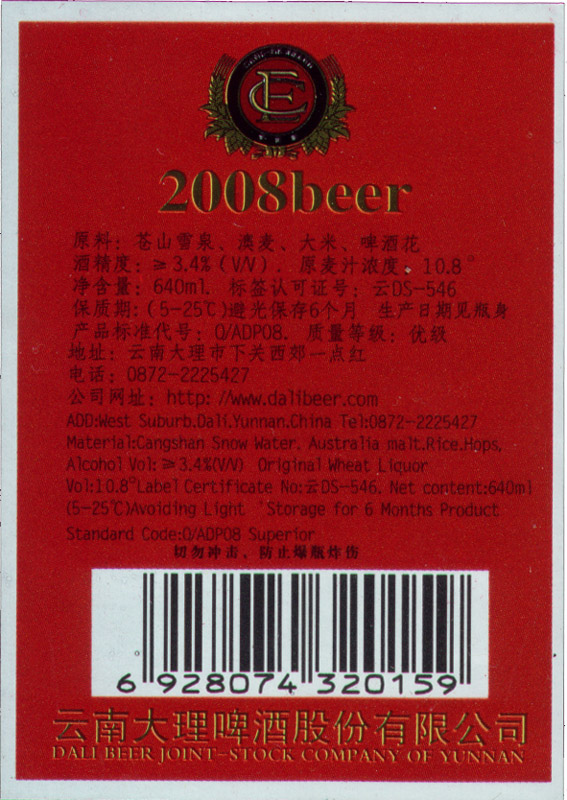 2008beer
原料：苍山雪泉、澳麦、大米、啤酒花
酒精度：≥3.4%（V/V）. 原麦汁浓度：10.8°
净含量：640ml. 标签认可证号：云DS-546
保质期：（5-25℃）避光保存6个月 生产日期见瓶身
产品标准代号：Q/ADP08. 质量等级：优级
地址：云南大理市下关西郊一点红
电话：0872-2225427
公司网址：http: //www.dalibeer.com
ADD:West Suburb.Dali.Yunnan.China Tel:0872-2225427
Material:Cangshan Snow Water, Australia malt.Rice.Hops,
Alcohol Vol:≥3.4%(V/V) Original Wheat Liquor
Vol:10.8°Label Certificate No:云DS-546. Net content:640ml
(5-25℃)Avoiding Light °Storage for 6 Months Product
Standard Code:Q/ADP08 Superior
切勿冲击、防止爆瓶炸伤
6 928074 320159
云南大理啤酒股份有限公司
DALI BEER JOINT-STOCK COMPANY OF YUNNAN